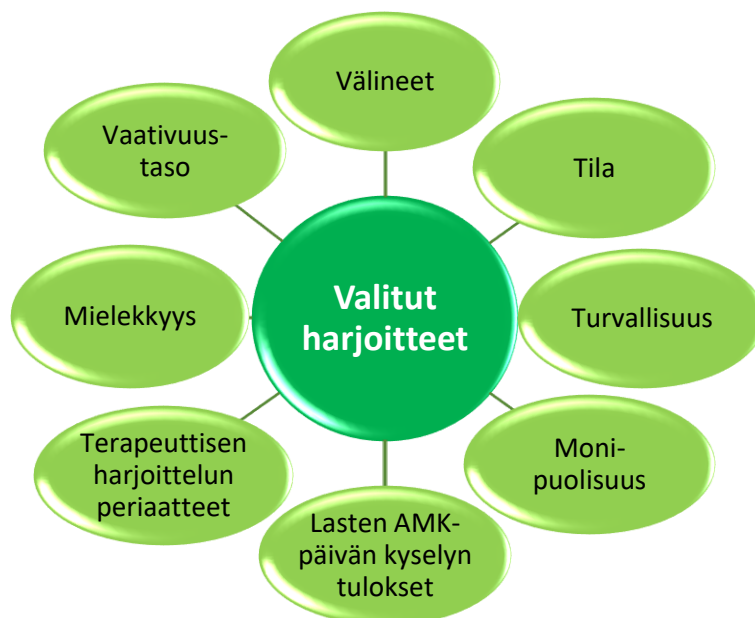 Välineet
Vaativuus-
taso
Tila
Mielekkyys
Valitut
harjoitteet
Turvallisuus
Terapeuttisen
harjoittelun
periaatteet
Moni-
puolisuus
Lasten AMK-
päivän kyselyn
tulokset